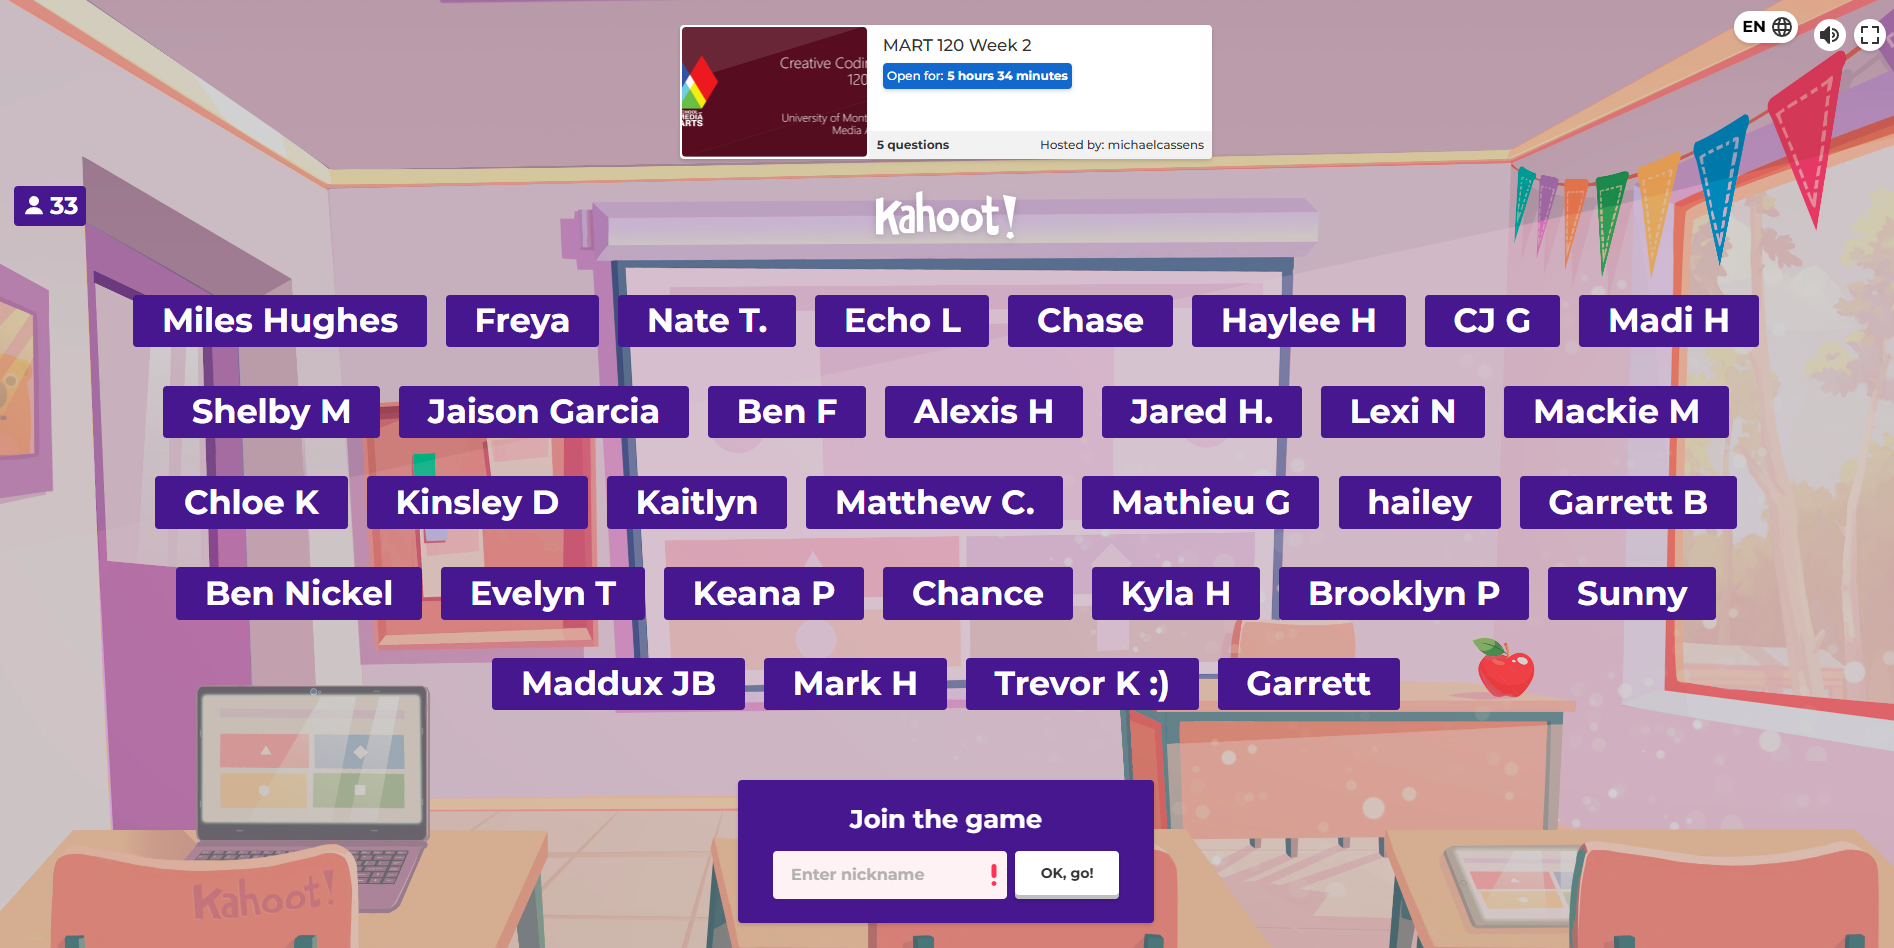 EN
Creative Codin
120
University of Mont
Media A
SCHOOL OF
MEDIA
ARTS
MART 120 Week 2
Open for: 5 hours 34 minutes
5 questions
Hosted by: michaelcassens
33
Kahoot!
Miles Hughes
Freya
Nate T.
Echo L
Chase
Haylee H
CJ G
Madi H
Shelby M
Jaison Garcia
Ben F
Alexis H
Jared H.
Lexi N
Mackie M
Chloe K
Kinsley D
Kaitlyn
Matthew C.
Mathieu G
hailey
Garrett B
Ben Nickel
Evelyn T
Keana P
Chance
Kyla H
Brooklyn P
Sunny
Maddux JB
Mark H
Trevor K :)
Garrett
Join the game
Enter nickname
OK, go!
Kahoot!